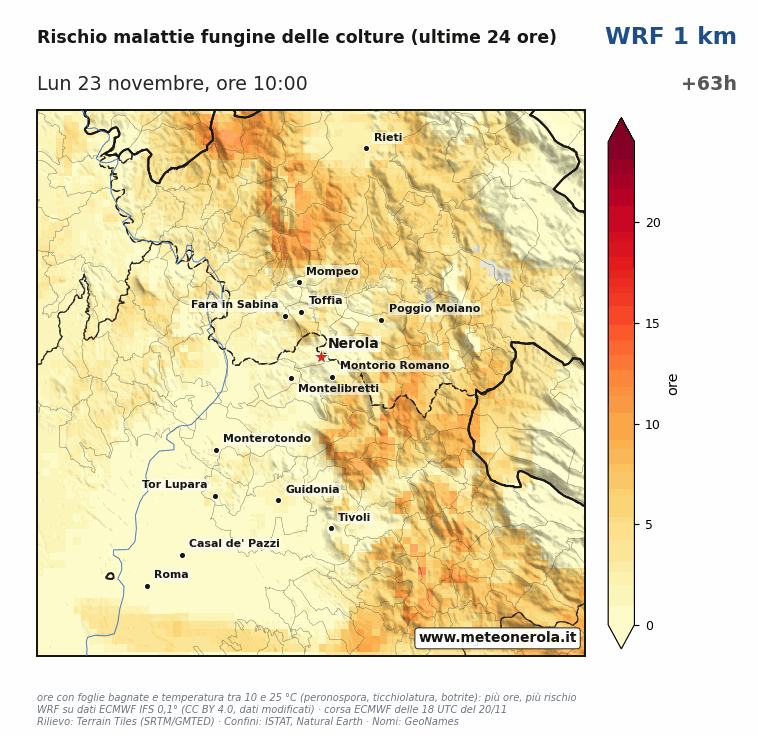 Rischio malattie fungine delle colture (ultime 24 ore)
WRF 1 km
Lun 23 novembre, ore 10:00
+63h
Rieti
Mompeo
Toffia
Fara in Sabina
Poggio Moiano
Nerola
Montorio Romano
Montelibretti
Monterotondo
Tor Lupara
Guidonia
Tivoli
Casal de' Pazzi
Roma
www.meteonerola.it
20
15
10
5
0
ore
ore con foglie bagnate e temperatura tra 10 e 25 °C (peronospora, ticchiolatura, botrite): più ore, più rischio
WRF su dati ECMWF IFS 0,1° (CC BY 4.0, dati modificati) · corsa ECMWF delle 18 UTC del 20/11
Rilievo: Terrain Tiles (SRTM/GMTED) · Confini: ISTAT, Natural Earth · Nomi: GeoNames